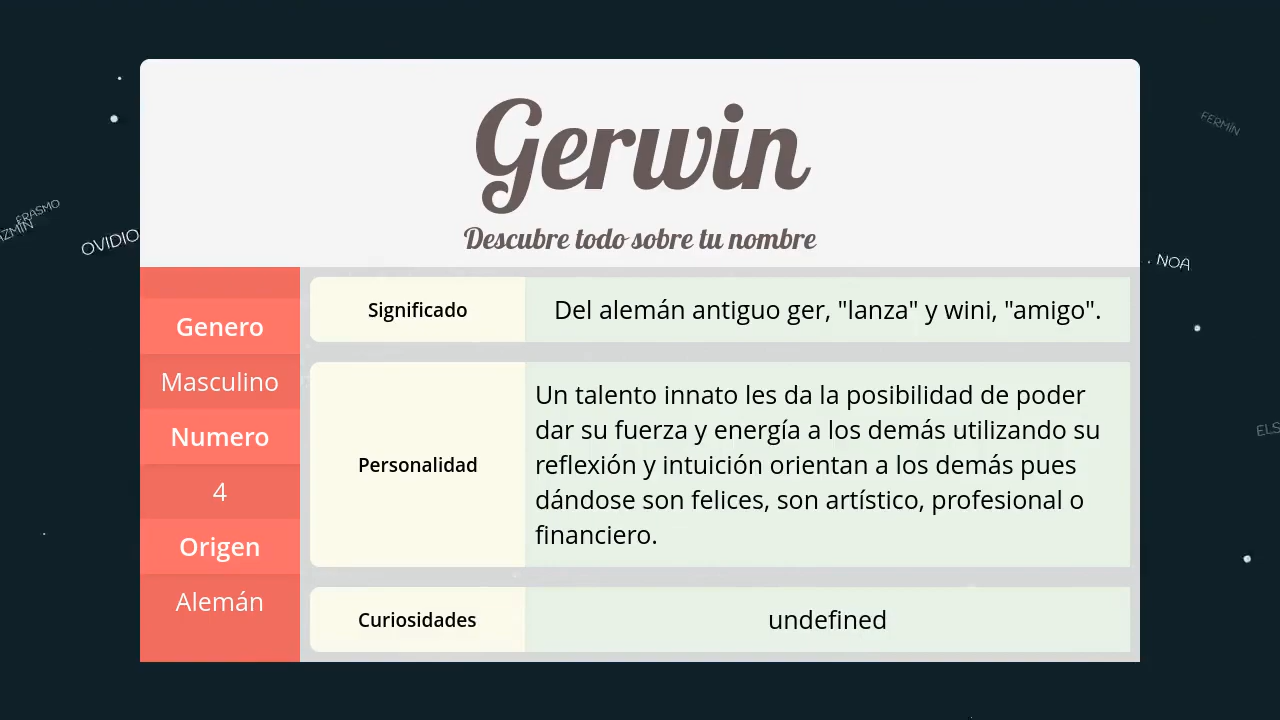 Gerwin
Descubre todo sobre tu nombre
FERMÍN
ERASMO
OVIDIO
NOA
Genero
Masculino
Numero
4
Origen
Alemán
Significado
Del alemán antiguo ger, "lanza" y wini, "amigo".
Personalidad
Un talento innato les da la posibilidad de poder
dar su fuerza y energía a los demás utilizando su
reflexión y intuición orientan a los demás pues
dándose son felices, son artístico, profesional o
financiero.
Curiosidades
undefined